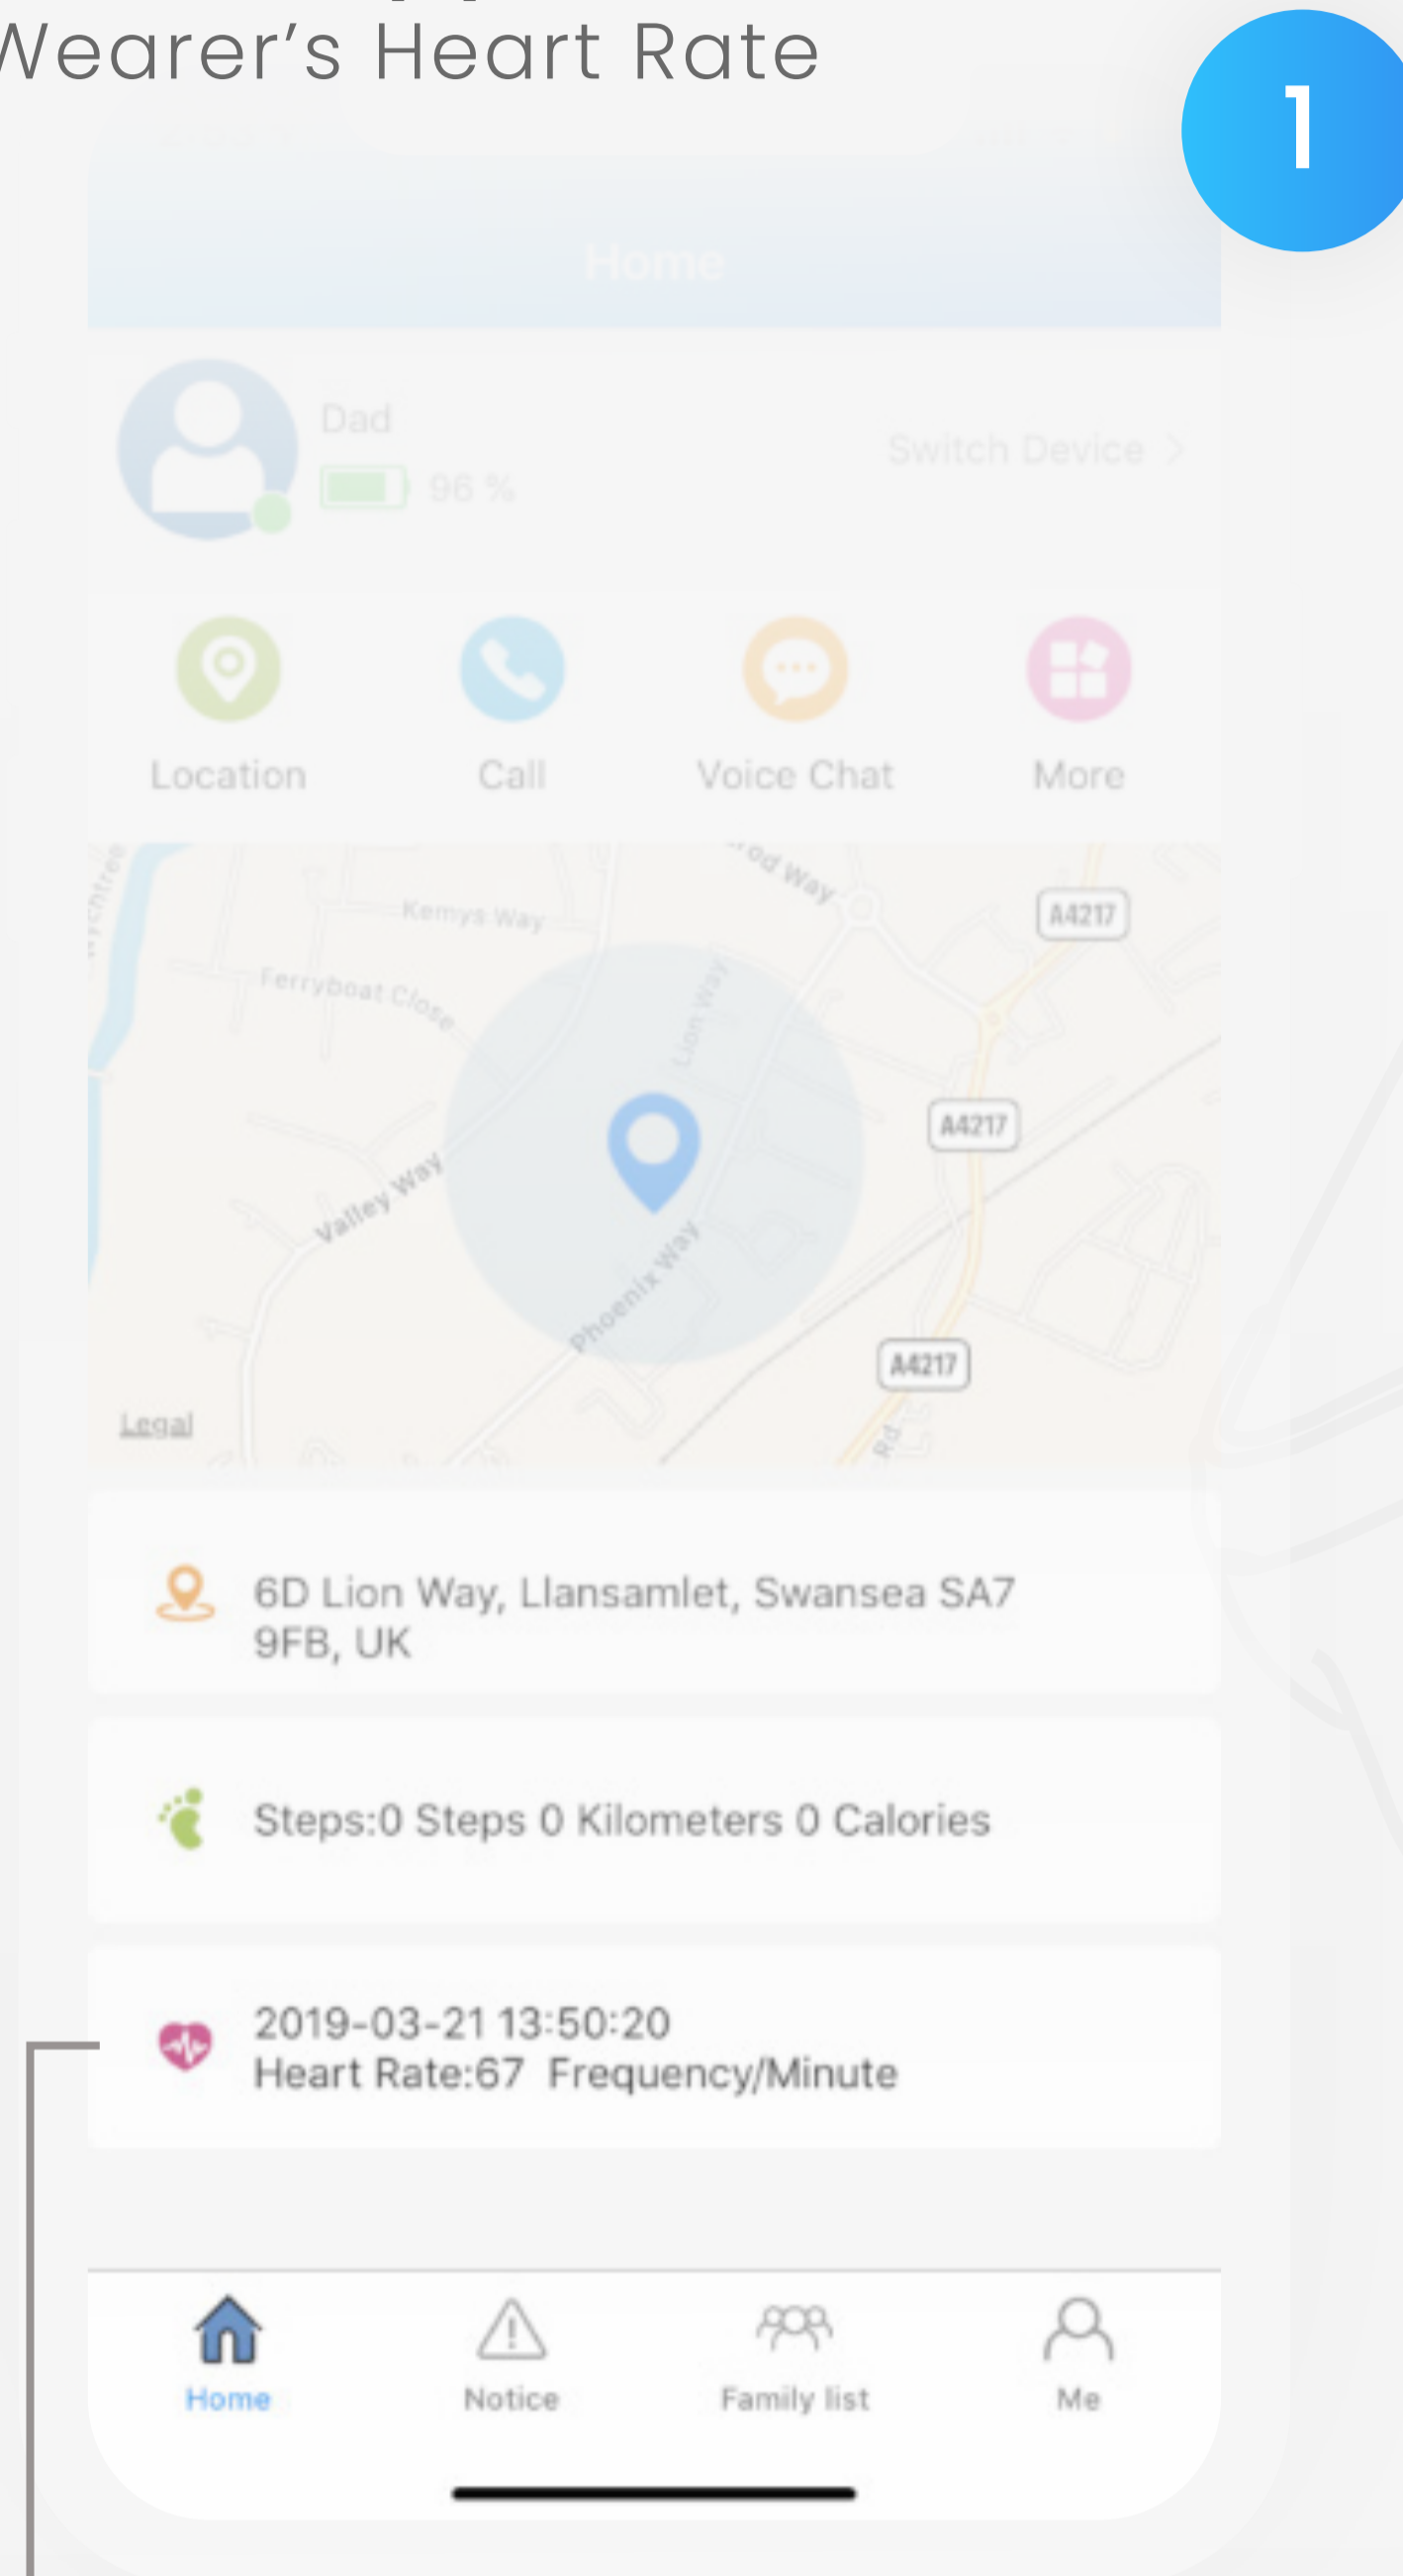 Wearer’s Heart Rate
1
Home
Dad
96 %
Switch Device
Location
Call
Voice Chat
More
Kemys Way
Way
A4217
Ferryboat Close
Lion Way
A4217
Valley Way
Phoenix Way
A4217
Rd
Legal
6D Lion Way, Llansamlet, Swansea SA7
9FB, UK
Steps:0 Steps 0 Kilometers 0 Calories
2019-03-21 13:50:20
Heart Rate:67 Frequency/Minute
Home
Notice
Family list
Me